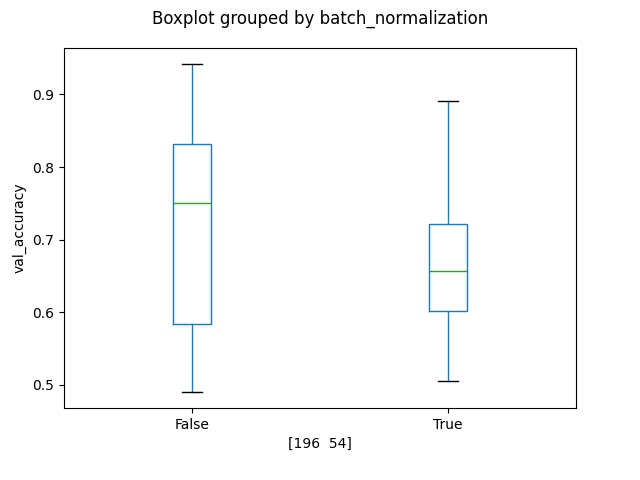 Boxplot grouped by batch_normalization
val_accuracy
0.9
0.8
0.7
0.6
0.5
False True
[196 54]